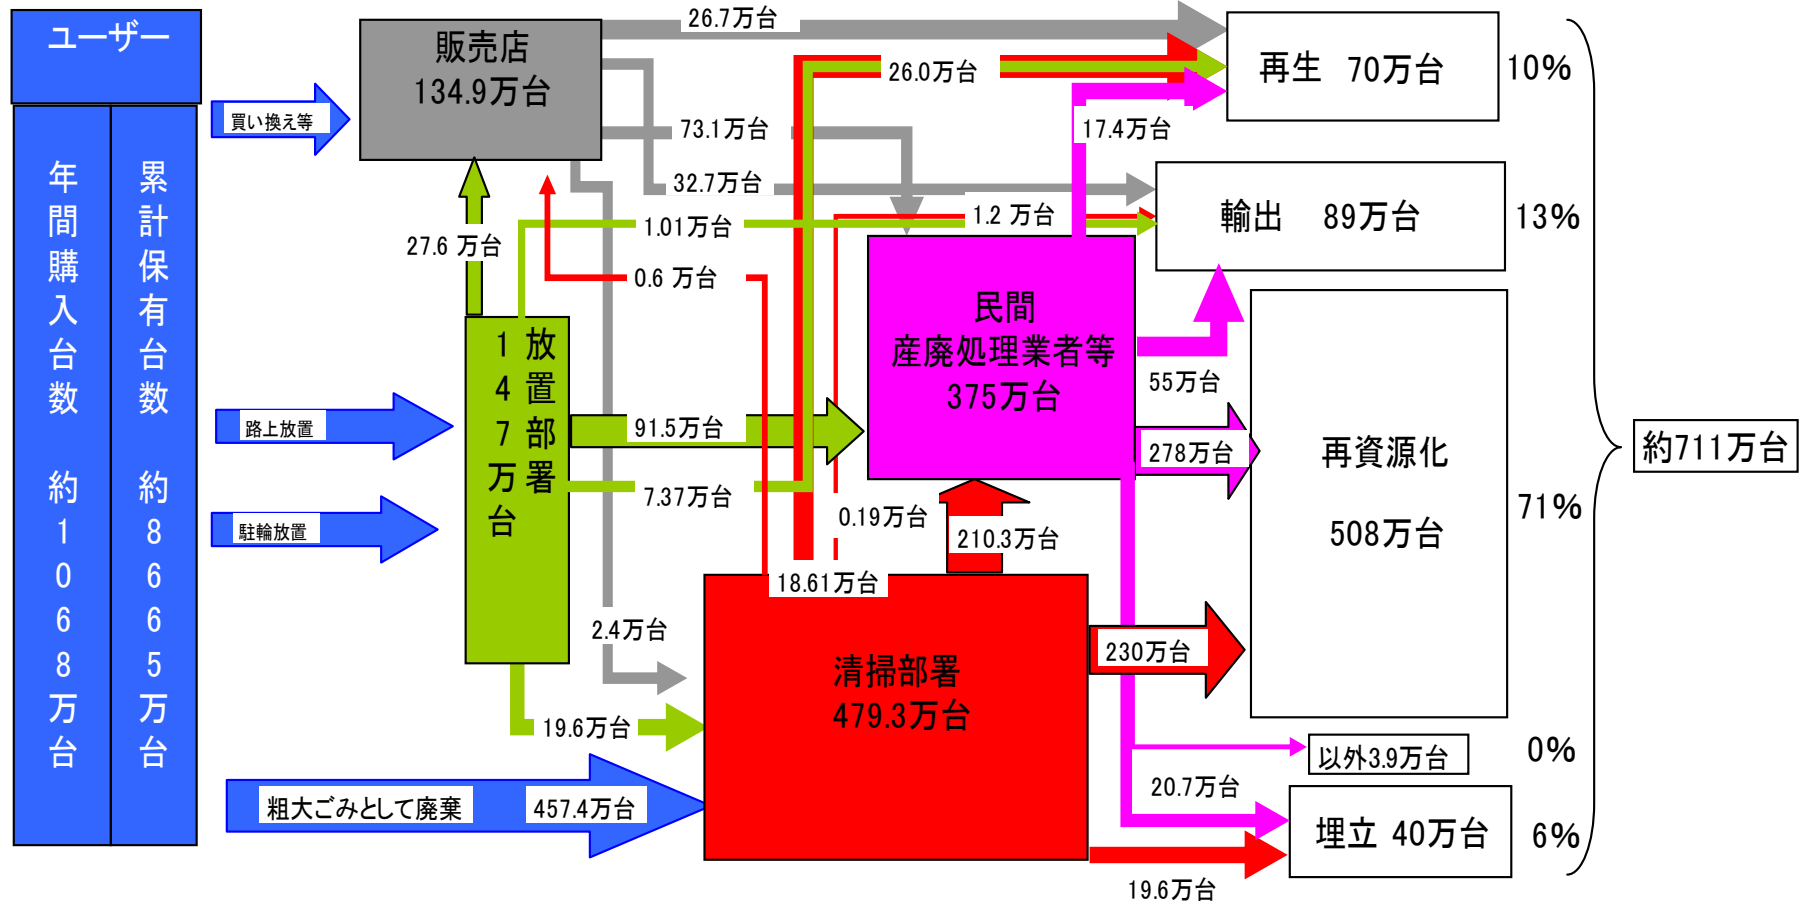 ユーザー
年間購入台数 約1068万台
累計保有台数 約8665万台
買い換え等
路上放置
駐輪放置
粗大ごみとして廃棄
457.4万台
販売店
134.9万台
27.6 万台
放置部署
147万台
26.7万台
26.0万台
73.1万台
32.7万台
1.01万台
0.6 万台
1.2 万台
17.4万台
91.5万台
7.37万台
0.19万台
210.3万台
18.61万台
2.4万台
19.6万台
民間
産廃処理業者等
375万台
清掃部署
479.3万台
55万台
278万台
230万台
20.7万台
19.6万台
再生 70万台
10%
輸出 89万台
13%
再資源化
508万台
71%
以外3.9万台
0%
埋立 40万台
6%
約711万台